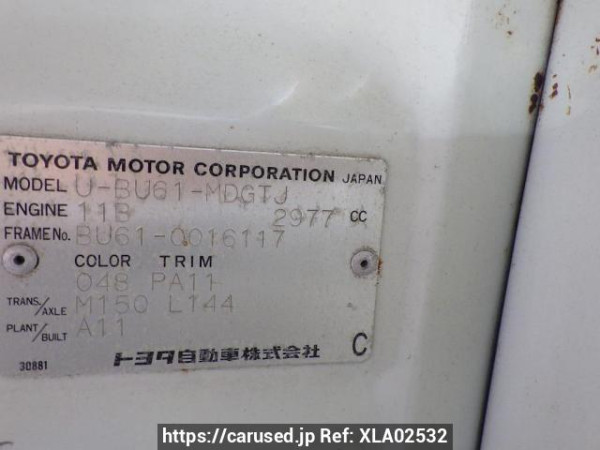 TOYOTA MOTOR CORPORATION JAPAN
MODEL U-BU61-MDGTJ
ENGINE 11B 2977 CC
FRAME No. BU61-0016117
COLOR TRIM
048 PA11
TRANS./AXLE M150 L144
PLANT/BUILT A11
30881 トヨタ自動車株式会社 C
https://carused.jp Ref: XLA02532